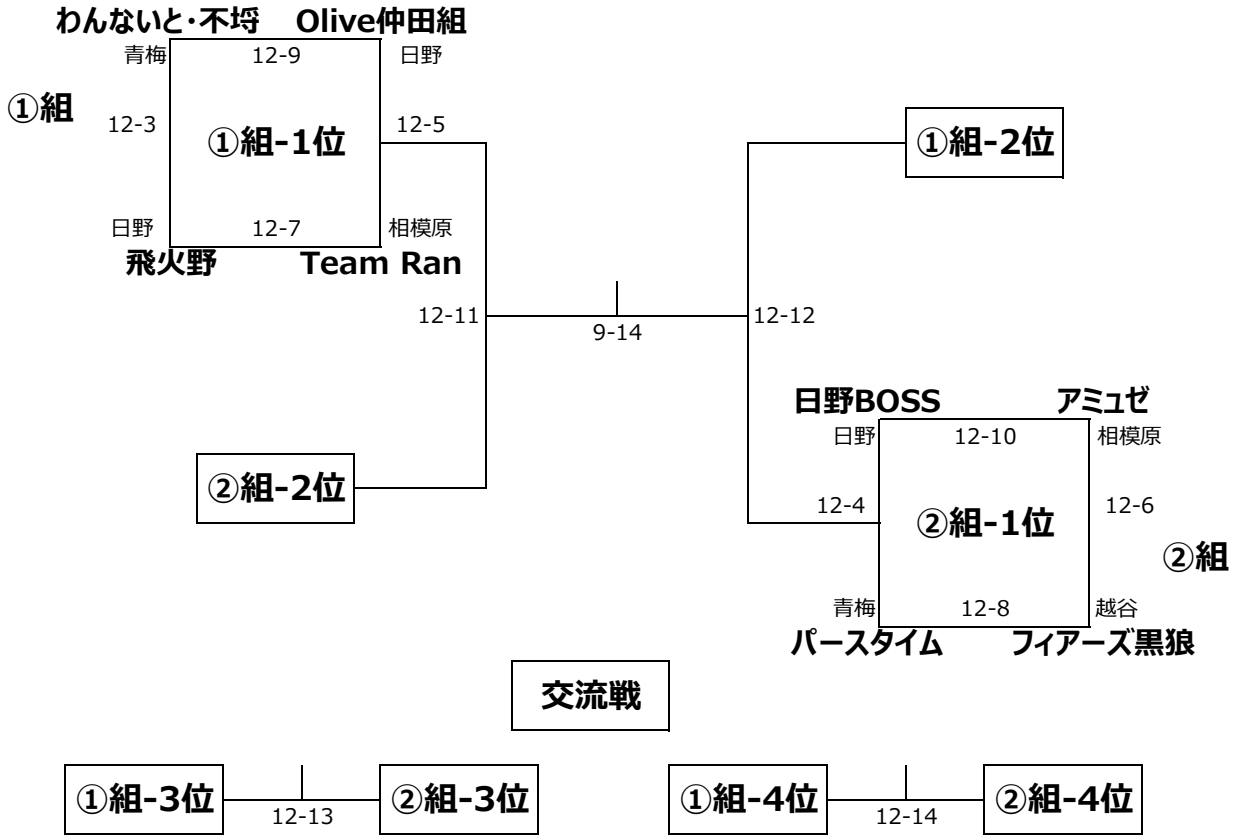 わんないと・不埒 Olive仲田組
青梅 12-9 日野
①組
12-3 ①組-1位 12-5
①組-2位
日野 12-7 相模原
飛火野 Team Ran
12-11 12-12
9-14
日野BOSS アミュゼ
日野 12-10 相模原
②組-2位
12-4 ②組-1位 12-6
②組
青梅 12-8 越谷
パースタイム フィアーズ黒狼
交流戦
①組-3位 ②組-3位 ①組-4位 ②組-4位
12-13 12-14